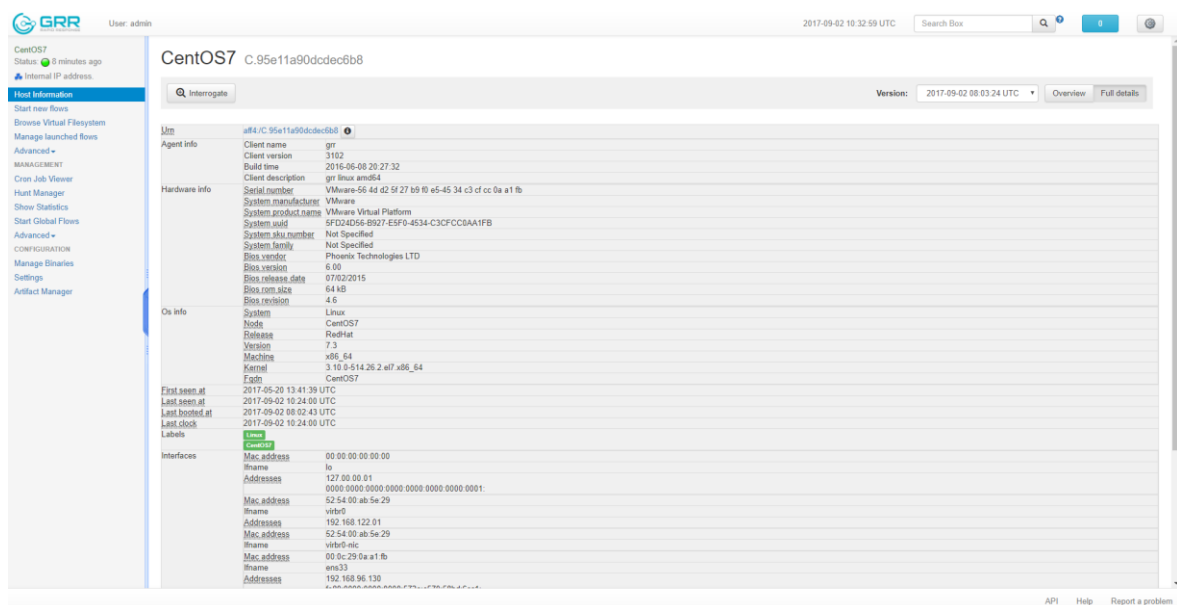 GRR User: admin 2017-09-02 10:32:59 UTC Search Box 0
CentOS7
Status: 8 minutes ago
Internal IP address.
Host Information
Start new flows
Browse Virtual Filesystem
Manage launched flows
Advanced
MANAGEMENT
Cron Job Viewer
Hunt Manager
Show Statistics
Start Global Flows
Advanced
CONFIGURATION
Manage Binaries
Settings
Artifact Manager
CentOS7 C.95e11a90dcdec6b8
Interrogate Version: 2017-09-02 08:03:24 UTC Overview Full details
Urn aff4:/C.95e11a90dcdec6b8
Agent info Client name grr
Client version 3102
Build time 2016-06-08 20:27:32
Client description grr linux amd64
Hardware info Serial number VMware-56 4d d2 5f 27 b9 f0 e5-45 34 c3 cf cc 0a a1 fb
System manufacturer VMware
System product name VMware Virtual Platform
System uuid 5FD24D56-B927-E5F0-4534-C3CFCC0AA1FB
System sku number Not Specified
System family Not Specified
Bios vendor Phoenix Technologies LTD
Bios version 6.00
Bios release date 07/02/2015
Bios rom size 64 kB
Bios revision 4.6
Os info System Linux
Node CentOS7
Release RedHat
Version 7.3
Machine x86_64
Kernel 3.10.0-514.26.2.el7.x86_64
Fqdn CentOS7
First seen at 2017-05-20 13:41:39 UTC
Last seen at 2017-09-02 10:24:00 UTC
Last booted at 2017-09-02 08:02:43 UTC
Last clock 2017-09-02 10:24:00 UTC
Labels Linux
CentOS7
Interfaces Mac address 00:00:00:00:00:00
Ifname lo
Addresses 127.00.00.01
0000:0000:0000:0000:0000:0000:0000:0001:
Mac address 52:54:00:ab:5e:29
Ifname virbr0
Addresses 192.168.122.01
Mac address 52:54:00:ab:5e:29
Ifname virbr0-nic
Mac address 00:0c:29:0a:a1:fb
Ifname ens33
Addresses 192.168.96.130
API Help Report a problem